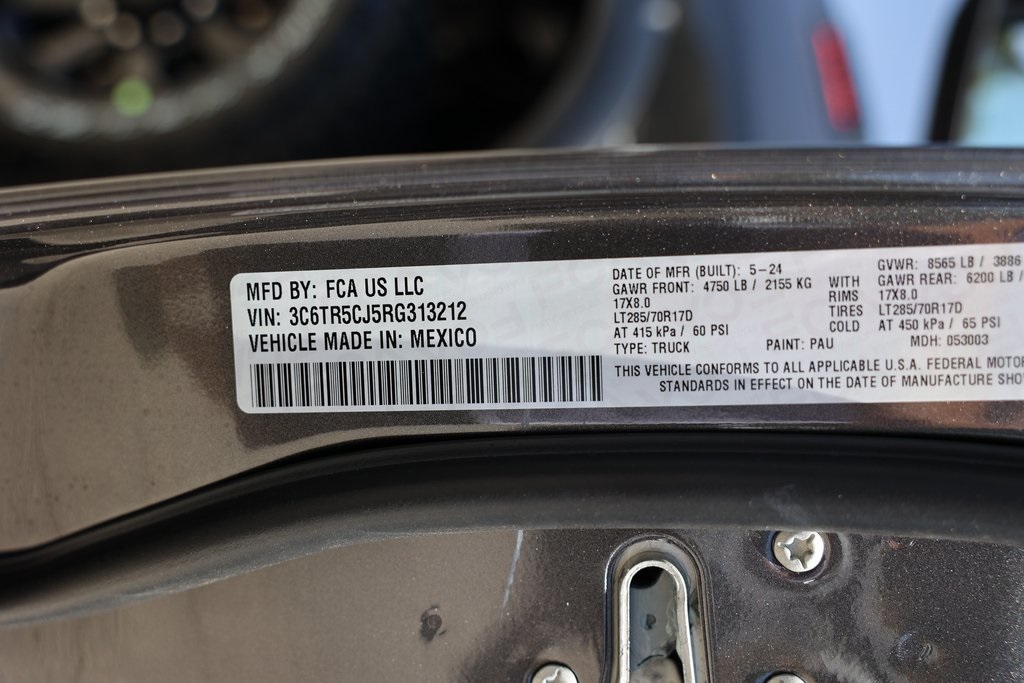 MFD BY: FCA US LLC
VIN: 3C6TR5CJ5RG313212
VEHICLE MADE IN: MEXICO
DATE OF MFR (BUILT): 5-24 GVWR: 8565 LB / 3886
GAWR FRONT: 4750 LB / 2155 KG WITH GAWR REAR: 6200 LB /
17X8.0 RIMS 17X8.0
LT285/70R17D TIRES LT285/70R17D
AT 415 kPa / 60 PSI COLD AT 450 kPa / 65 PSI
TYPE: TRUCK PAINT: PAU MDH: 053003
THIS VEHICLE CONFORMS TO ALL APPLICABLE U.S.A. FEDERAL MOTOR
STANDARDS IN EFFECT ON THE DATE OF MANUFACTURE